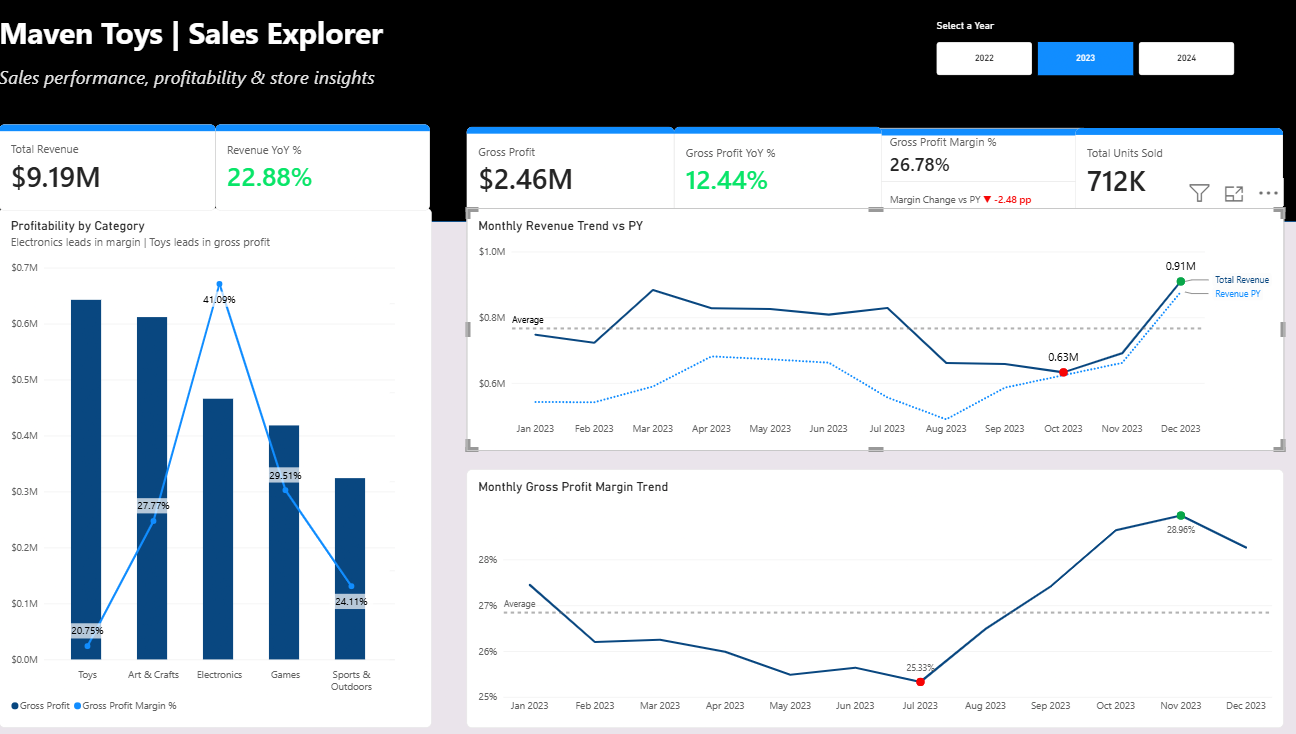 Maven Toys | Sales Explorer
Sales performance, profitability & store insights
Select a Year
2022
2023
2024
Total Revenue
$9.19M
Revenue YoY %
22.88%
Gross Profit
$2.46M
Gross Profit YoY %
12.44%
Gross Profit Margin %
26.78%
Margin Change vs PY ▼ -2.48 pp
Total Units Sold
712K
Profitability by Category
Electronics leads in margin | Toys leads in gross profit
$0.7M
$0.6M
$0.5M
$0.4M
$0.3M
$0.2M
$0.1M
$0.0M
20.75%
27.77%
41.09%
29.51%
24.11%
Toys
Art & Crafts
Electronics
Games
Sports &
Outdoors
Gross Profit
Gross Profit Margin %
Monthly Revenue Trend vs PY
$1.0M
$0.8M
$0.6M
Average
0.63M
0.91M
Total Revenue
Revenue PY
Jan 2023
Feb 2023
Mar 2023
Apr 2023
May 2023
Jun 2023
Jul 2023
Aug 2023
Sep 2023
Oct 2023
Nov 2023
Dec 2023
Monthly Gross Profit Margin Trend
28%
27%
26%
25%
Average
25.33%
28.96%
Jan 2023
Feb 2023
Mar 2023
Apr 2023
May 2023
Jun 2023
Jul 2023
Aug 2023
Sep 2023
Oct 2023
Nov 2023
Dec 2023